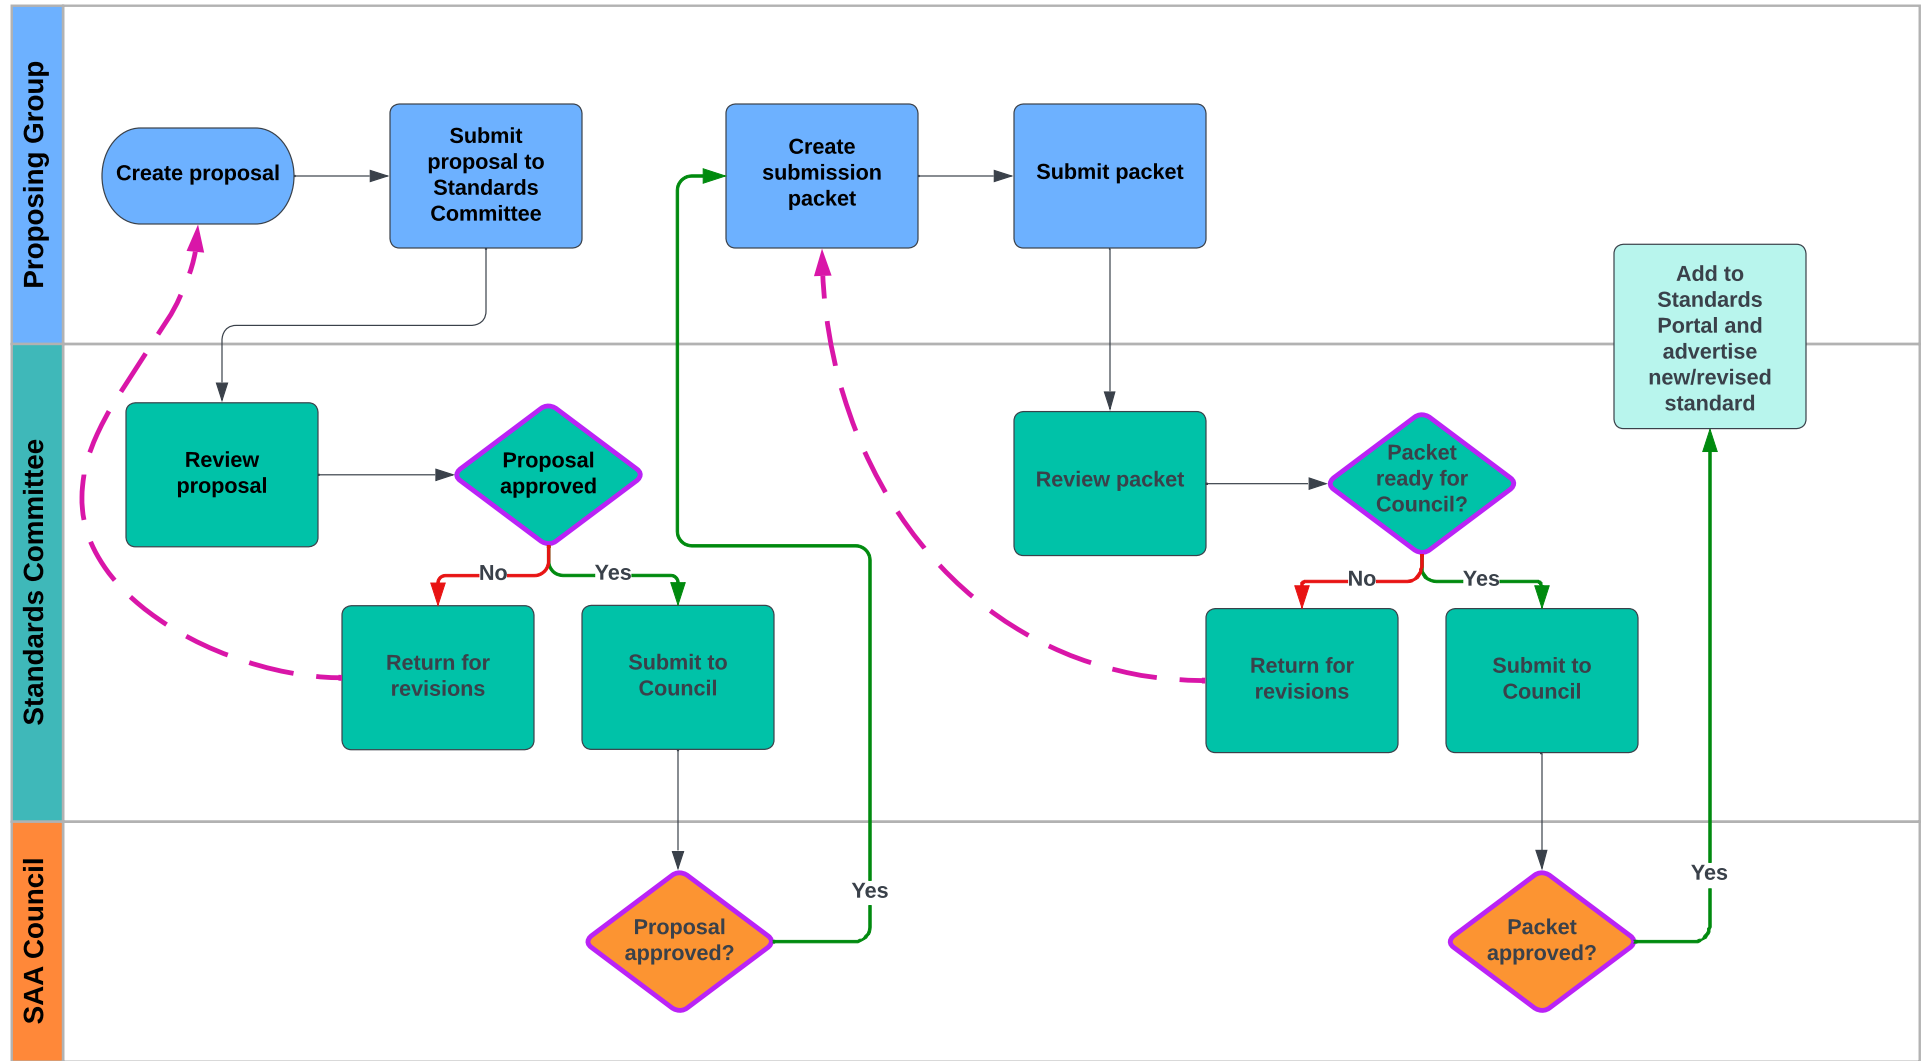 Proposing Group
Create proposal
Submit
proposal to
Standards
Committee
Create
submission
packet
Submit packet
Add to
Standards
Portal and
advertise
new/revised
standard
Standards Committee
Review
proposal
Proposal
approved
No
Yes
Return for
revisions
Submit to
Council
Review packet
Packet
ready for
Council?
No
Yes
Return for
revisions
Submit to
Council
SAA Council
Proposal
approved?
Yes
Packet
approved?
Yes